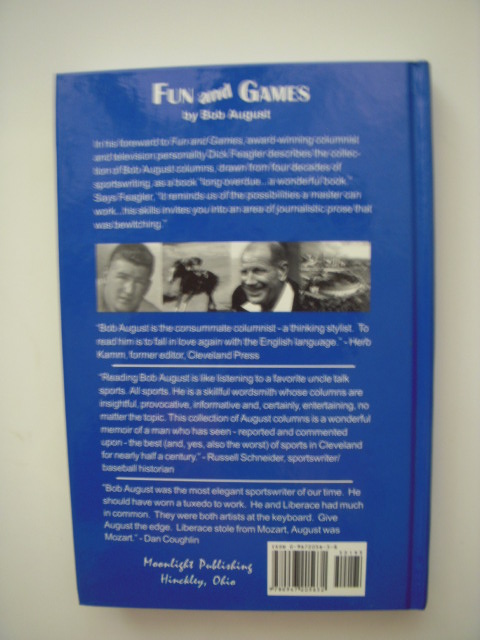 FUN and GAMES
by Bob August
In his foreward to Fun and Games, award-winning columnist
and television personality Dick Feagler describes the collec-
tion of Bob August columns, drawn from four decades of
sportswriting, as a book "long overdue...a wonderful book."
Says Feagler, "It reminds us of the possibilities a master can
work...his skills invites you into an area of journalistic prose that
was bewitching."
"Bob August is the consummate columnist - a thinking stylist. To
read him is to fall in love again with the English language." - Herb
Kamm, former editor, Cleveland Press
"Reading Bob August is like listening to a favorite uncle talk
sports. All sports. He is a skillful wordsmith whose columns are
insightful, provocative, informative and, certainly, entertaining, no
matter the topic. This collection of August columns is a wonderful
memoir of a man who has seen - reported and commented
upon - the best (and, yes, also the worst) of sports in Cleveland
for nearly half a century." - Russell Schneider, sportswriter/
baseball historian
"Bob August was the most elegant sportswriter of our time. He
should have worn a tuxedo to work. He and Liberace had much
in common. They were both artists at the keyboard. Give
August the edge. Liberace stole from Mozart, August was
Mozart." - Dan Coughlin
Moonlight Publishing
Hinckley, Ohio
ISBN